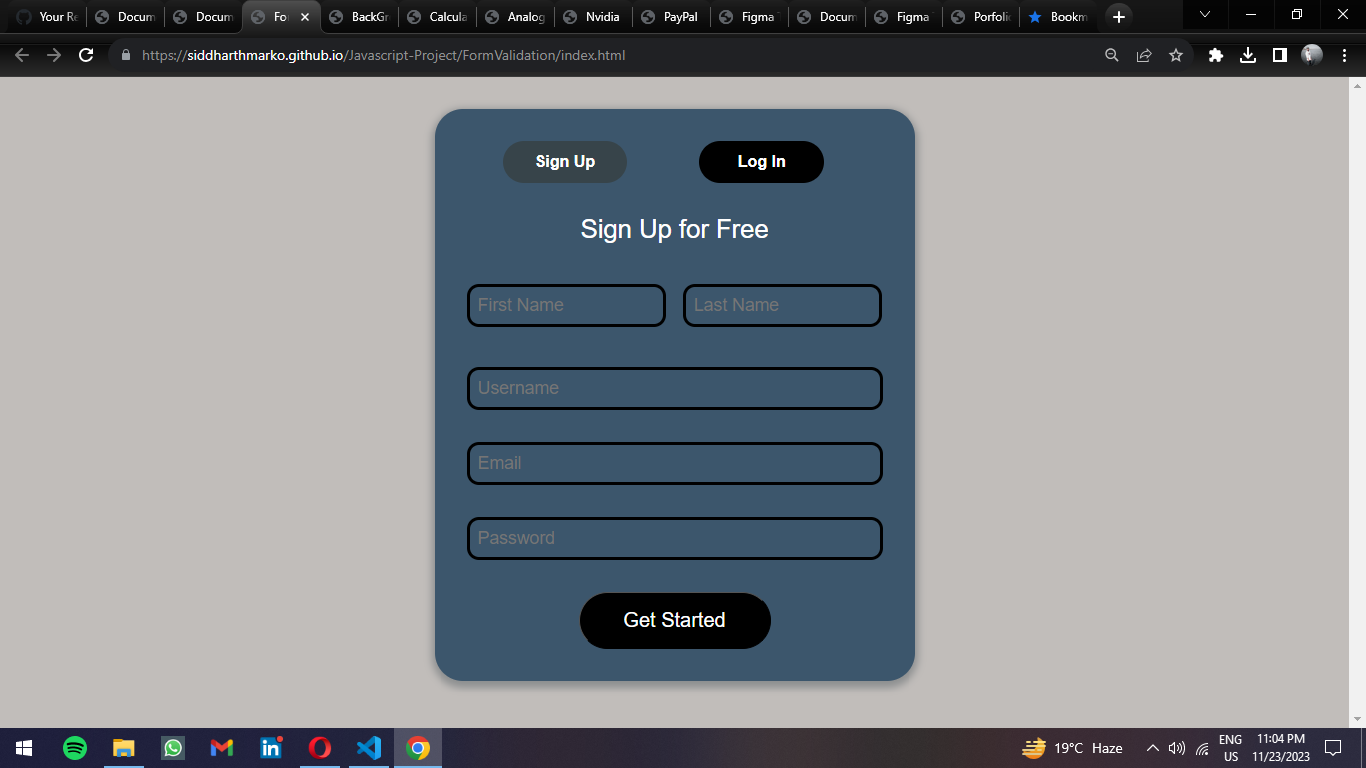 Your Re Docum Docum Fo BackGr Calcula Analog Nvidia PayPal Figma Docum Figma Porfolio Bookm
https://siddharthmarko.github.io/Javascript-Project/FormValidation/index.html
Sign Up Log In
Sign Up for Free
First Name Last Name
Username
Email
Password
Get Started
19°C Haze
ENG
US
11:04 PM
11/23/2023